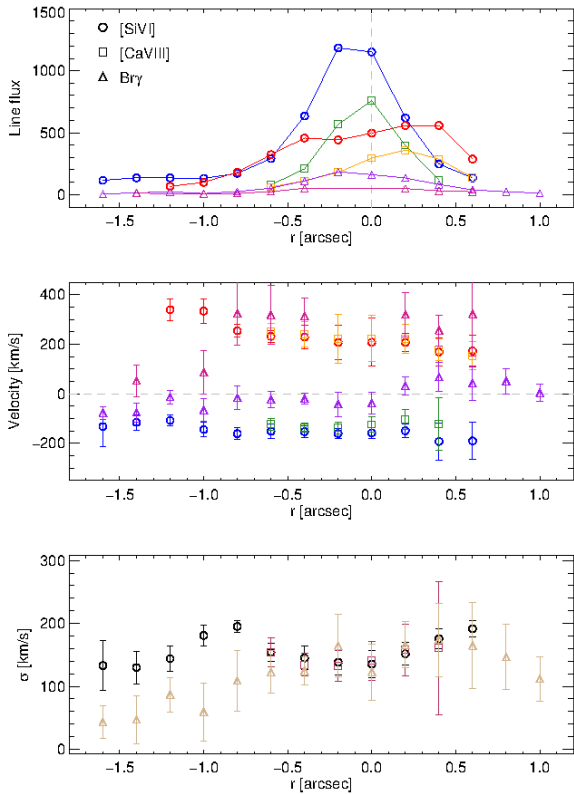 1500
1000
500
0
Line flux
[SiVI]
[CaVIII]
Brγ
−1.5 −1.0 −0.5 0.0 0.5 1.0
r [arcsec]
400
200
0
−200
Velocity [km/s]
−1.5 −1.0 −0.5 0.0 0.5 1.0
r [arcsec]
300
200
100
0
σ [km/s]
−1.5 −1.0 −0.5 0.0 0.5 1.0
r [arcsec]